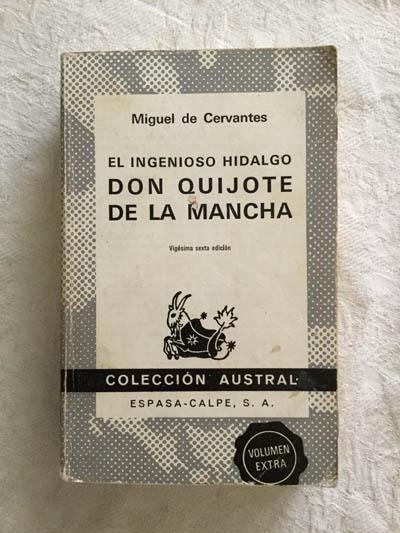 Miguel de Cervantes
EL INGENIOSO HIDALGO
DON QUIJOTE
DE LA MANCHA
Vigésima sexta edición
COLECCIÓN AUSTRAL
ESPASA-CALPE, S. A.
VOLUMEN
EXTRA